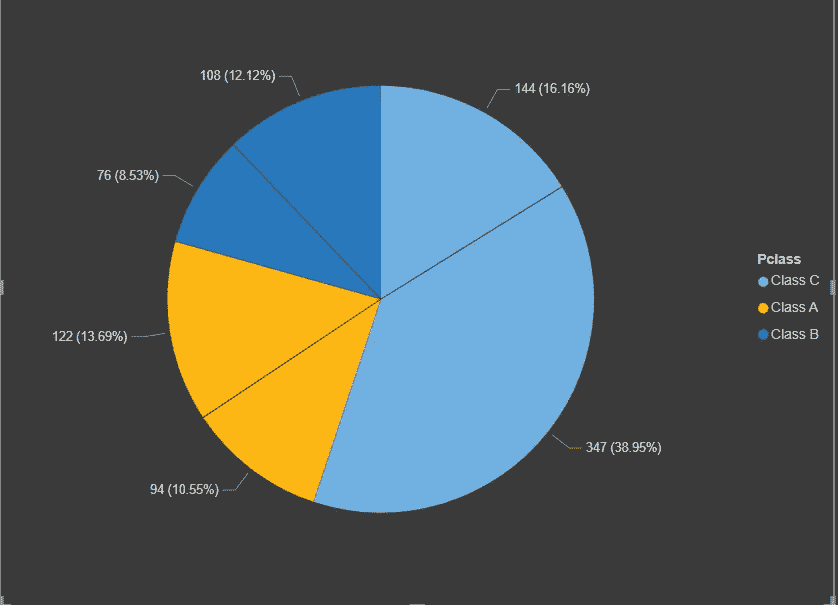 108 (12.12%)
144 (16.16%)
76 (8.53%)
Pclass
Class C
Class A
Class B
122 (13.69%)
347 (38.95%)
94 (10.55%)